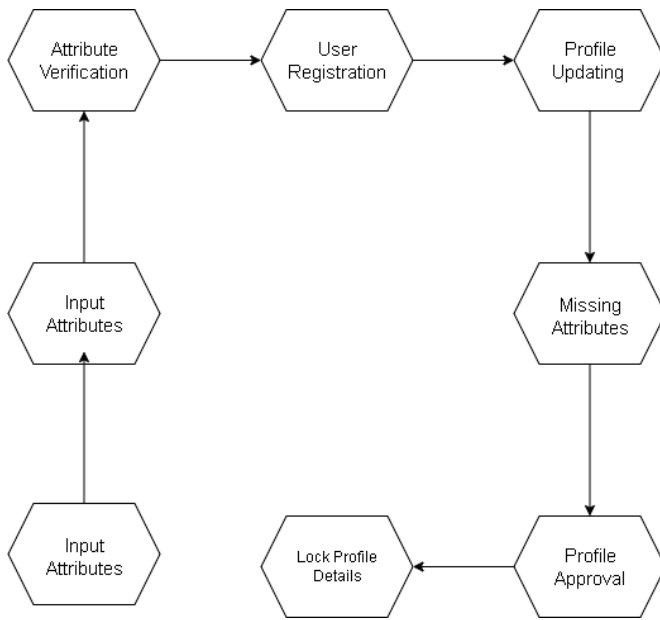 Attribute
Verification
User
Registration
Profile
Updating
Input
Attributes
Missing
Attributes
Input
Attributes
Lock Profile
Details
Profile
Approval